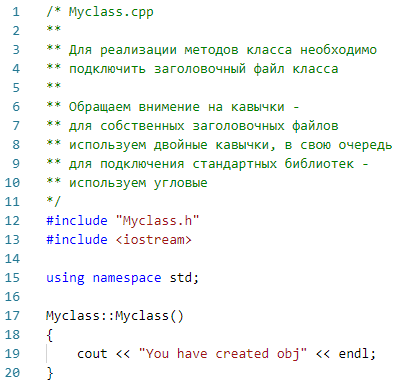 1 /* Myclass.cpp
2 **
3 ** Для реализации методов класса необходимо
4 ** подключить заголовочный файл класса
5 **
6 ** Обращаем внимение на кавычки -
7 ** для собственных заголовочных файлов
8 ** используем двойные кавычки, в свою очередь
9 ** для подключения стандартных библиотек -
10 ** используем угловые
11 */
12 #include "Myclass.h"
13 #include <iostream>
14
15 using namespace std;
16
17 Myclass::Myclass()
18 {
19 cout << "You have created obj" << endl;
20 }